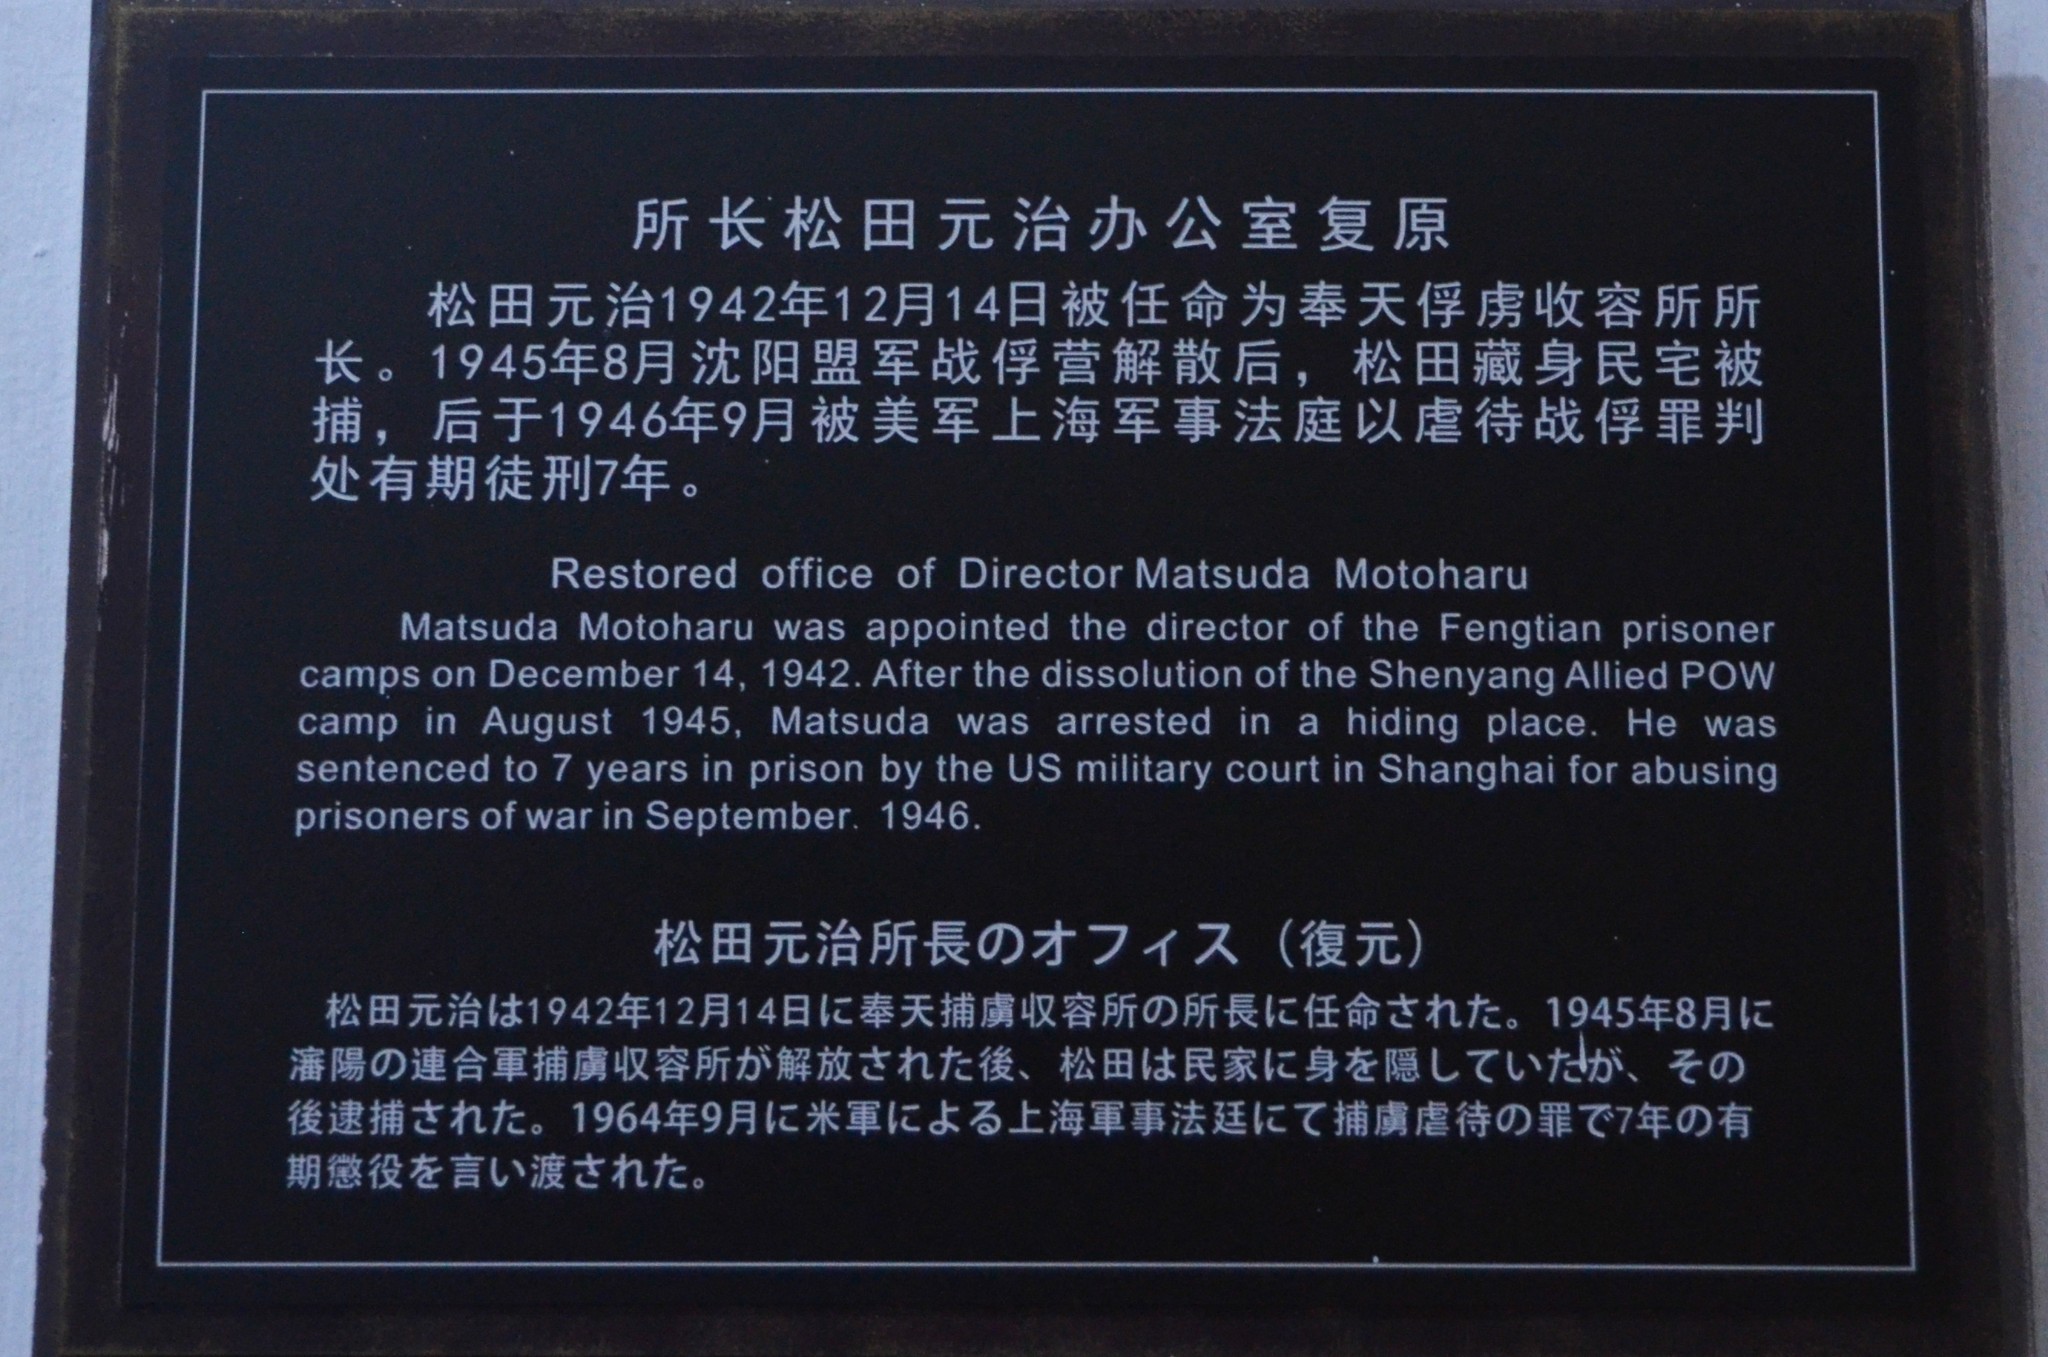 所长松田元治办公室复原
松田元治1942年12月14日被任命为奉天俘虏收容所所
长。1945年8月沈阳盟军战俘营解散后，松田藏身民宅被
捕，后于1946年9月被美军上海军事法庭以虐待战俘罪判
处有期徒刑7年。
Restored office of Director Matsuda Motoharu
Matsuda Motoharu was appointed the director of the Fengtian prisoner
camps on December 14, 1942. After the dissolution of the Shenyang Allied POW
camp in August 1945, Matsuda was arrested in a hiding place. He was
sentenced to 7 years in prison by the US military court in Shanghai for abusing
prisoners of war in September. 1946.
松田元治所長のオフィス（復元）
松田元治は1942年12月14日に奉天捕虜収容所の所長に任命された。1945年8月に
瀋陽の連合軍捕虜収容所が解放された後、松田は民家に身を隠していたが、その
後逮捕された。1964年9月に米軍による上海軍事法廷にて捕虜虐待の罪で7年の有
期懲役を言い渡された。